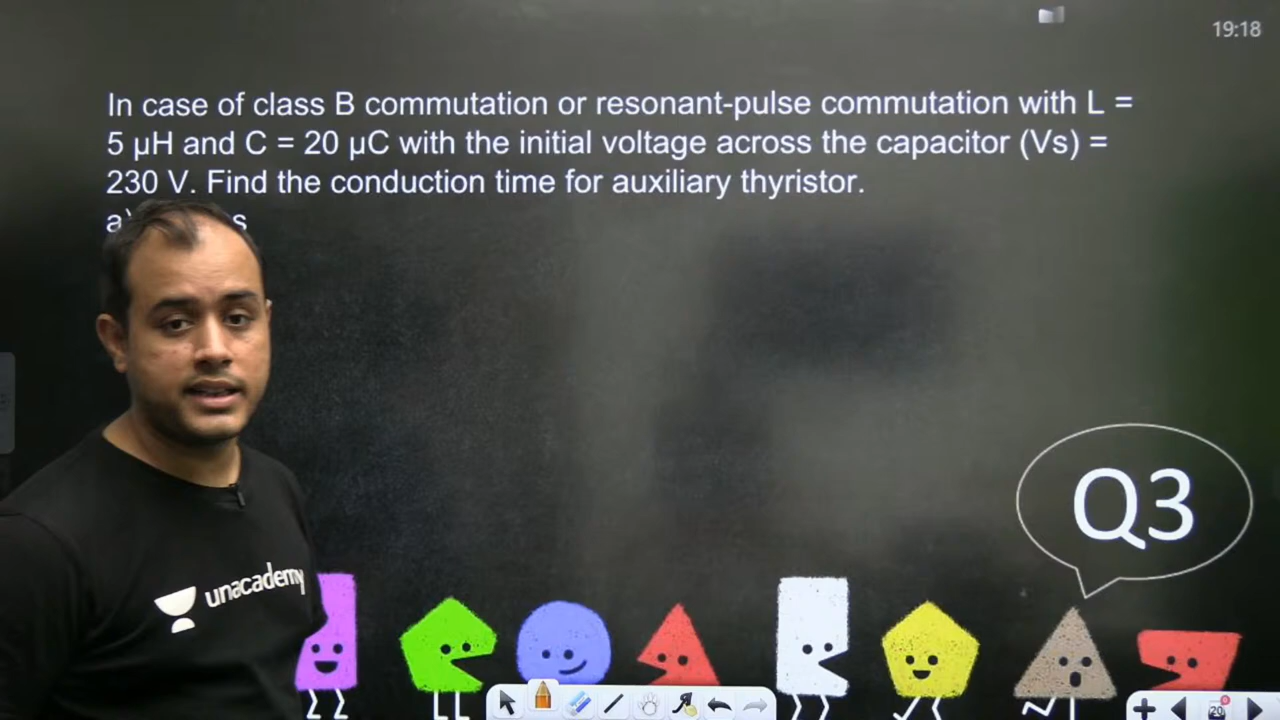 19:18
In case of class B commutation or resonant-pulse commutation with L =
5 µH and C = 20 µC with the initial voltage across the capacitor (Vs) =
230 V. Find the conduction time for auxiliary thyristor.
a) s
Q3
unacademy
20